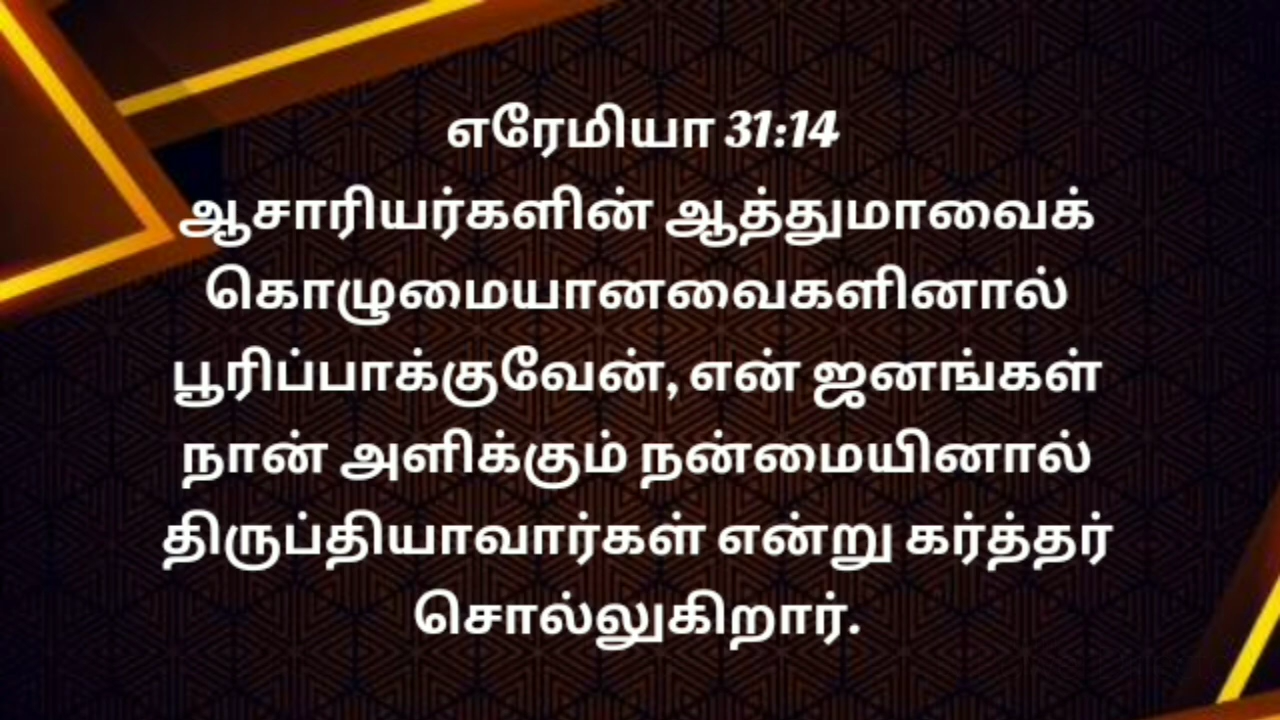 எரேமியா 31:14
ஆசாரியர்களின் ஆத்துமாவைக்
கொழுமையானவைகளினால்
பூரிப்பாக்குவேன், என் ஜனங்கள்
நான் அளிக்கும் நன்மையினால்
திருப்தியாவார்கள் என்று கர்த்தர்
சொல்லுகிறார்.